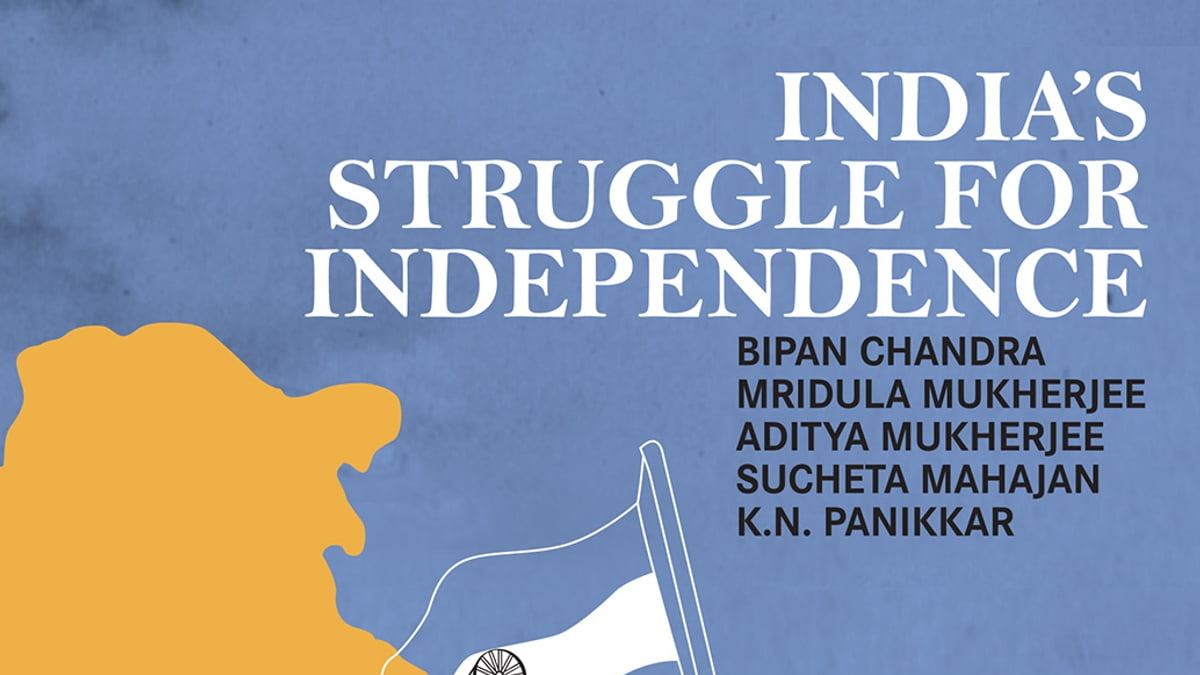 INDIA'S
STRUGGLE FOR
INDEPENDENCE
BIPAN CHANDRA
MRIDULA MUKHERJEE
ADITYA MUKHERJEE
SUCHETA MAHAJAN
K.N. PANIKKAR